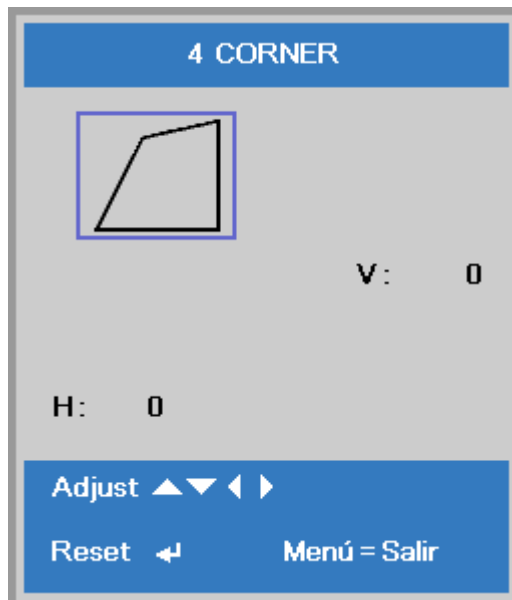 4 CORNER
V: 0
H: 0
Adjust ▲▼◀▶
Reset ↵ Menú = Salir